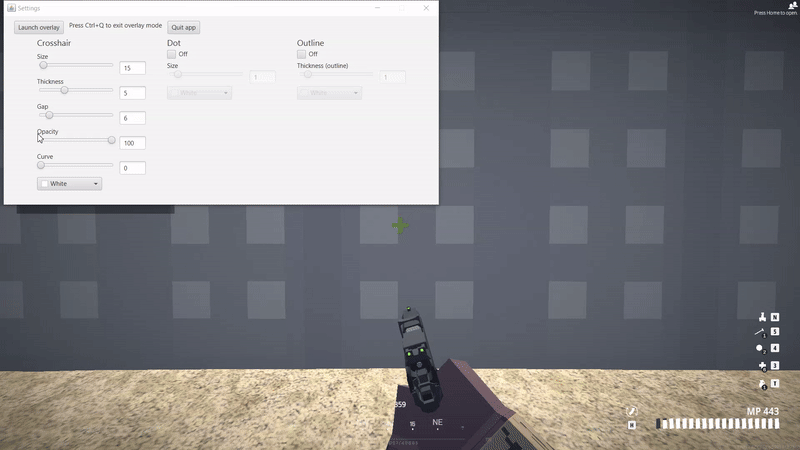 Settings
Launch overlay Press Ctrl+Q to exit overlay mode Quit app
Press Home to open.
Crosshair
Size
15
Thickness
5
Gap
6
Opacity
100
Curve
0
White
Dot
Off
Size
1
White
Outline
Off
Thickness (outline)
1
White
N
5
4
3
T
MP 443
H
359
15
NE